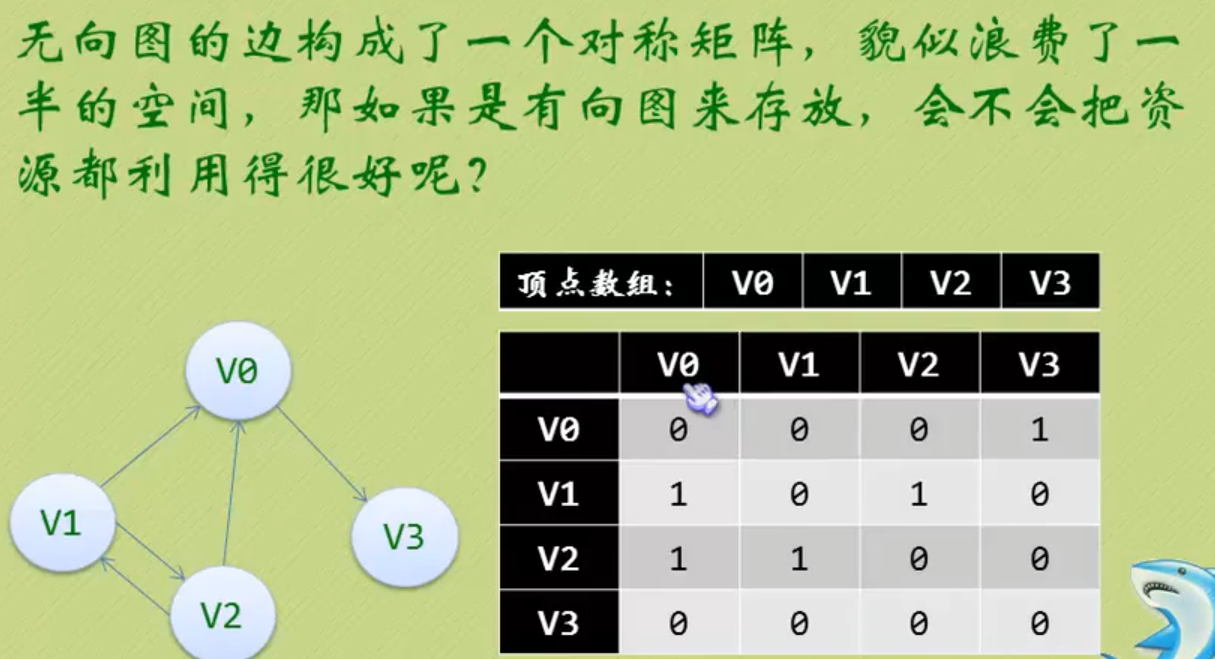 无向图的边构成了一个对称矩阵，貌似浪费了一
半的空间，那如果是有向图来存放，会不会把资
源都利用得很好呢？
顶点数组： V0 V1 V2 V3
V0
V1
V2
V3
V0 V1 V2 V3
V0 0 0 0 1
V1 1 0 1 0
V2 1 1 0 0
V3 0 0 0 0